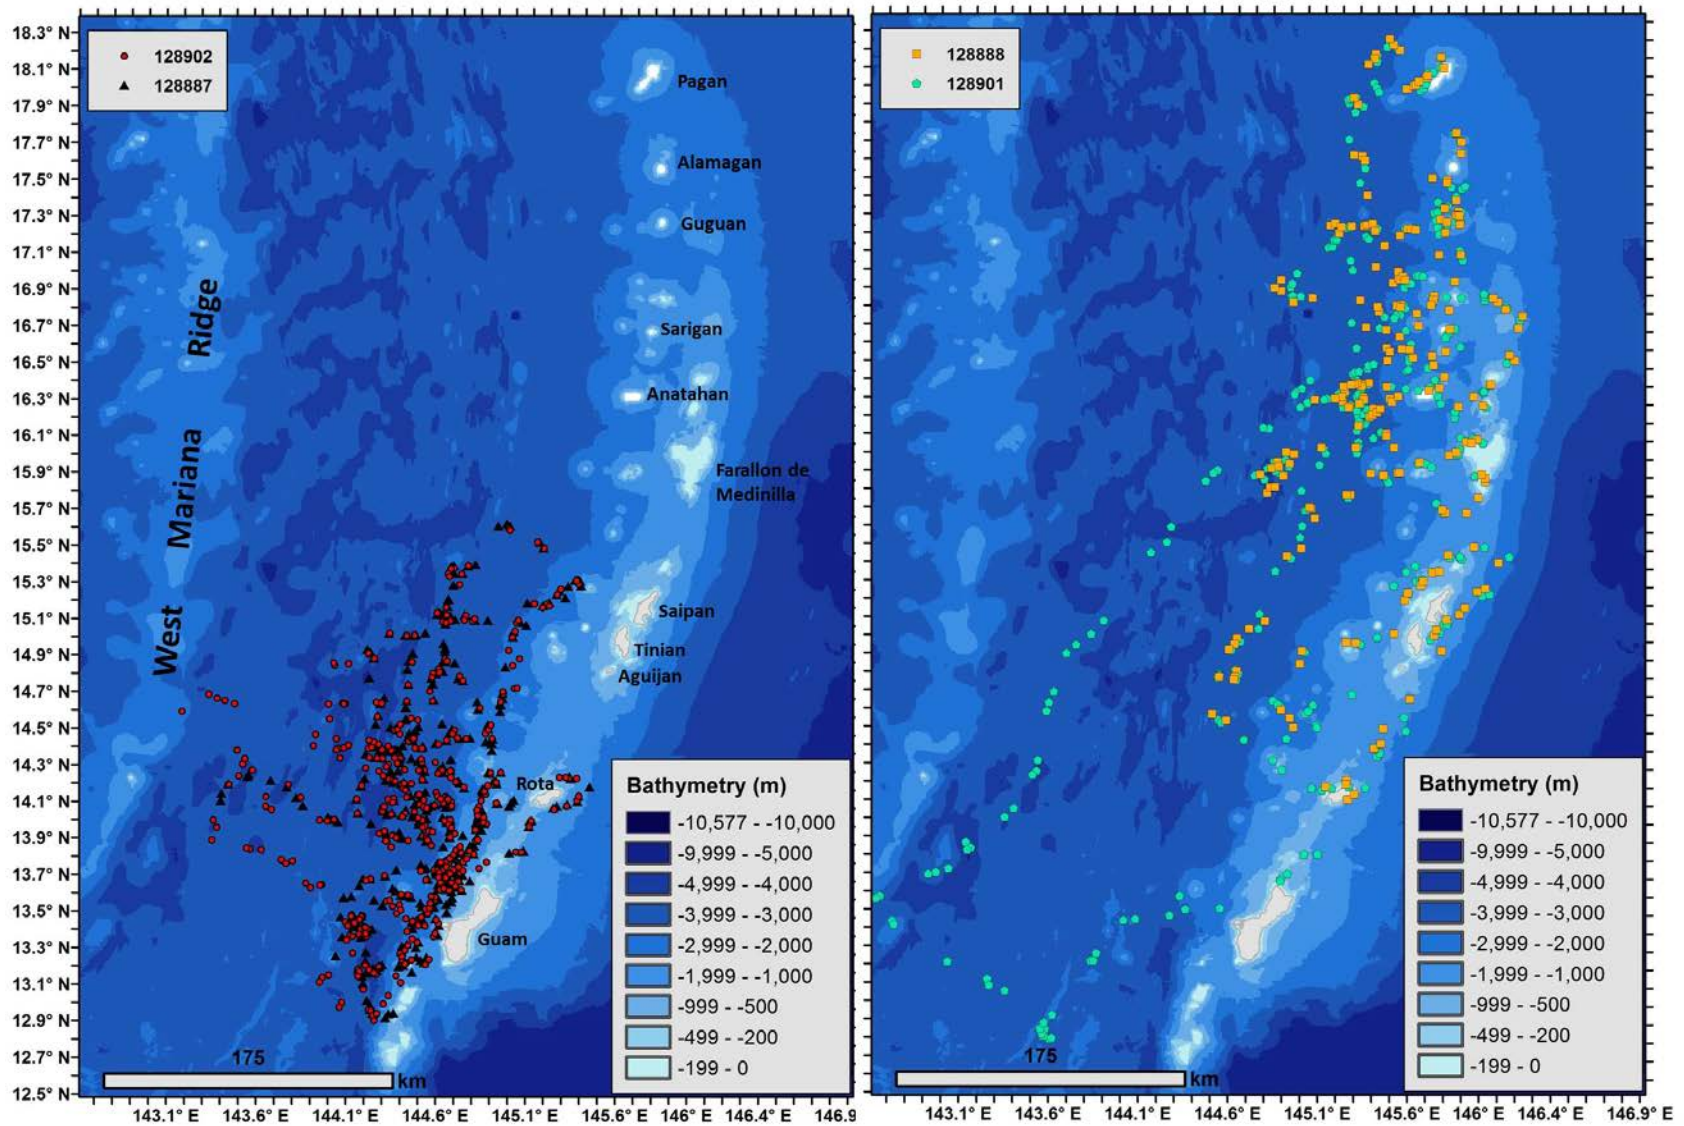 18.3° N
18.1° N
17.9° N
17.7° N
17.5° N
17.3° N
17.1° N
16.9° N
16.7° N
16.5° N
16.3° N
16.1° N
15.9° N
15.7° N
15.5° N
15.3° N
15.1° N
14.9° N
14.7° N
14.5° N
14.3° N
14.1° N
13.9° N
13.7° N
13.5° N
13.3° N
13.1° N
12.9° N
12.7° N
12.5° N
128902
128887
Pagan
Alamagan
Guguan
Sarigan
Anatahan
Farallon de
Medinilla
Saipan
Tinian
Aguijan
Rota
Guam
West Mariana Ridge
Bathymetry (m)
-10,577 - -10,000
-9,999 - -5,000
-4,999 - -4,000
-3,999 - -3,000
-2,999 - -2,000
-1,999 - -1,000
-999 - -500
-499 - -200
-199 - 0
175
km
143.1° E 143.6° E 144.1° E 144.6° E 145.1° E 145.6° E 146° E 146.4° E 146.9
128888
128901
Bathymetry (m)
-10,577 - -10,000
-9,999 - -5,000
-4,999 - -4,000
-3,999 - -3,000
-2,999 - -2,000
-1,999 - -1,000
-999 - -500
-499 - -200
-199 - 0
175
km
143.1° E 143.6° E 144.1° E 144.6° E 145.1° E 145.6° E 146° E 146.4° E 146.9° E